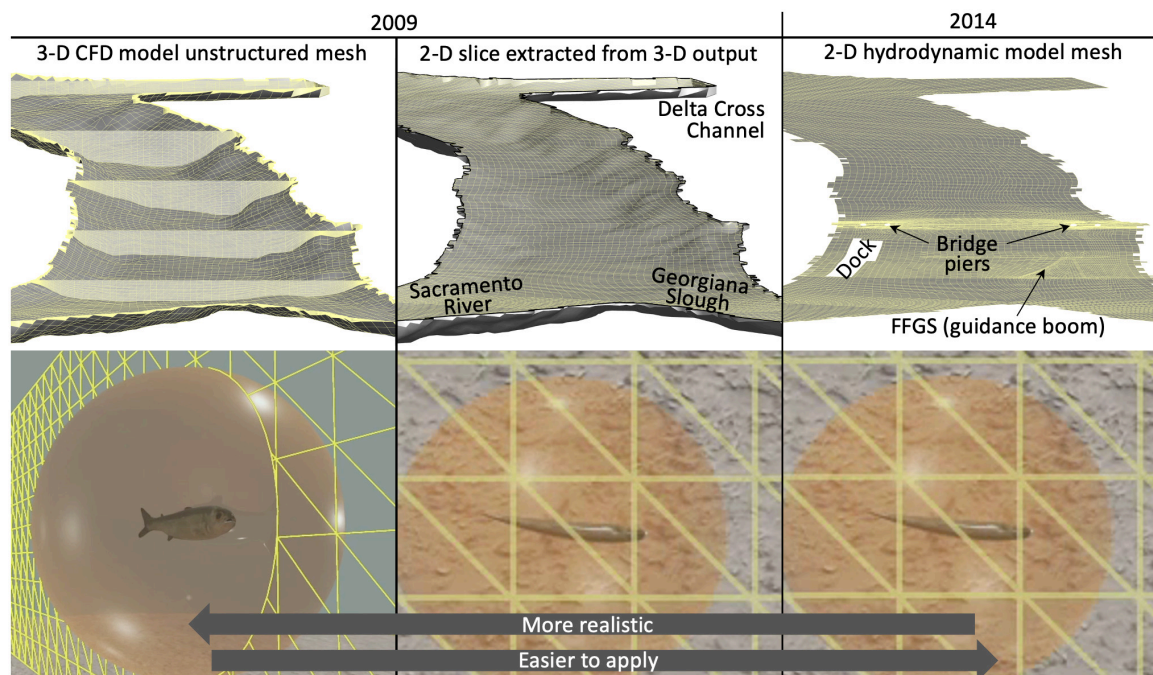 2009
2014
3-D CFD model unstructured mesh
2-D slice extracted from 3-D output
2-D hydrodynamic model mesh
Delta Cross
Channel
Sacramento
River
Georgiana
Slough
Dock
Bridge
piers
FFGS (guidance boom)
More realistic
Easier to apply